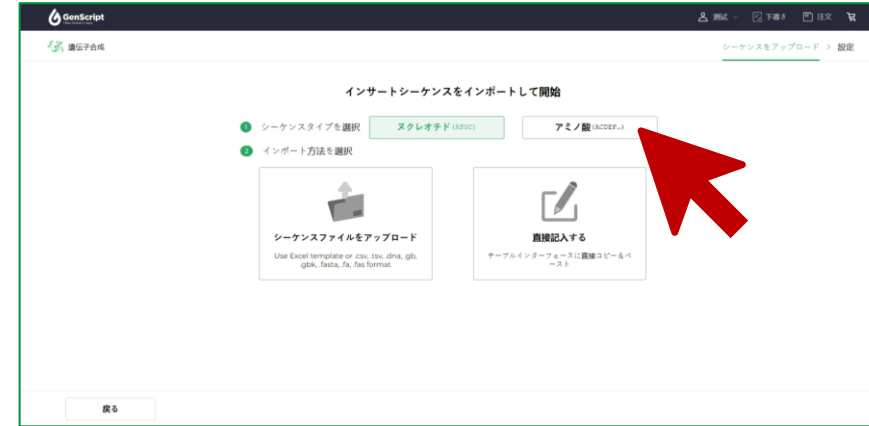 GenScript
測試
下書き
注文
遺伝子合成
シーケンスをアップロード > 設定
インサートシーケンスをインポートして開始
1 シーケンスタイプを選択 ヌクレオチド (ATGC) アミノ酸 (ACDEF...)
2 インポート方法を選択
シーケンスファイルをアップロード
Use Excel template or .csv, .tsv, .dna, .gb,
.gbk, .fasta, .fa, .fas format
直接記入する
テーブルインターフェースに直接コピー&ペ
ースト
戻る